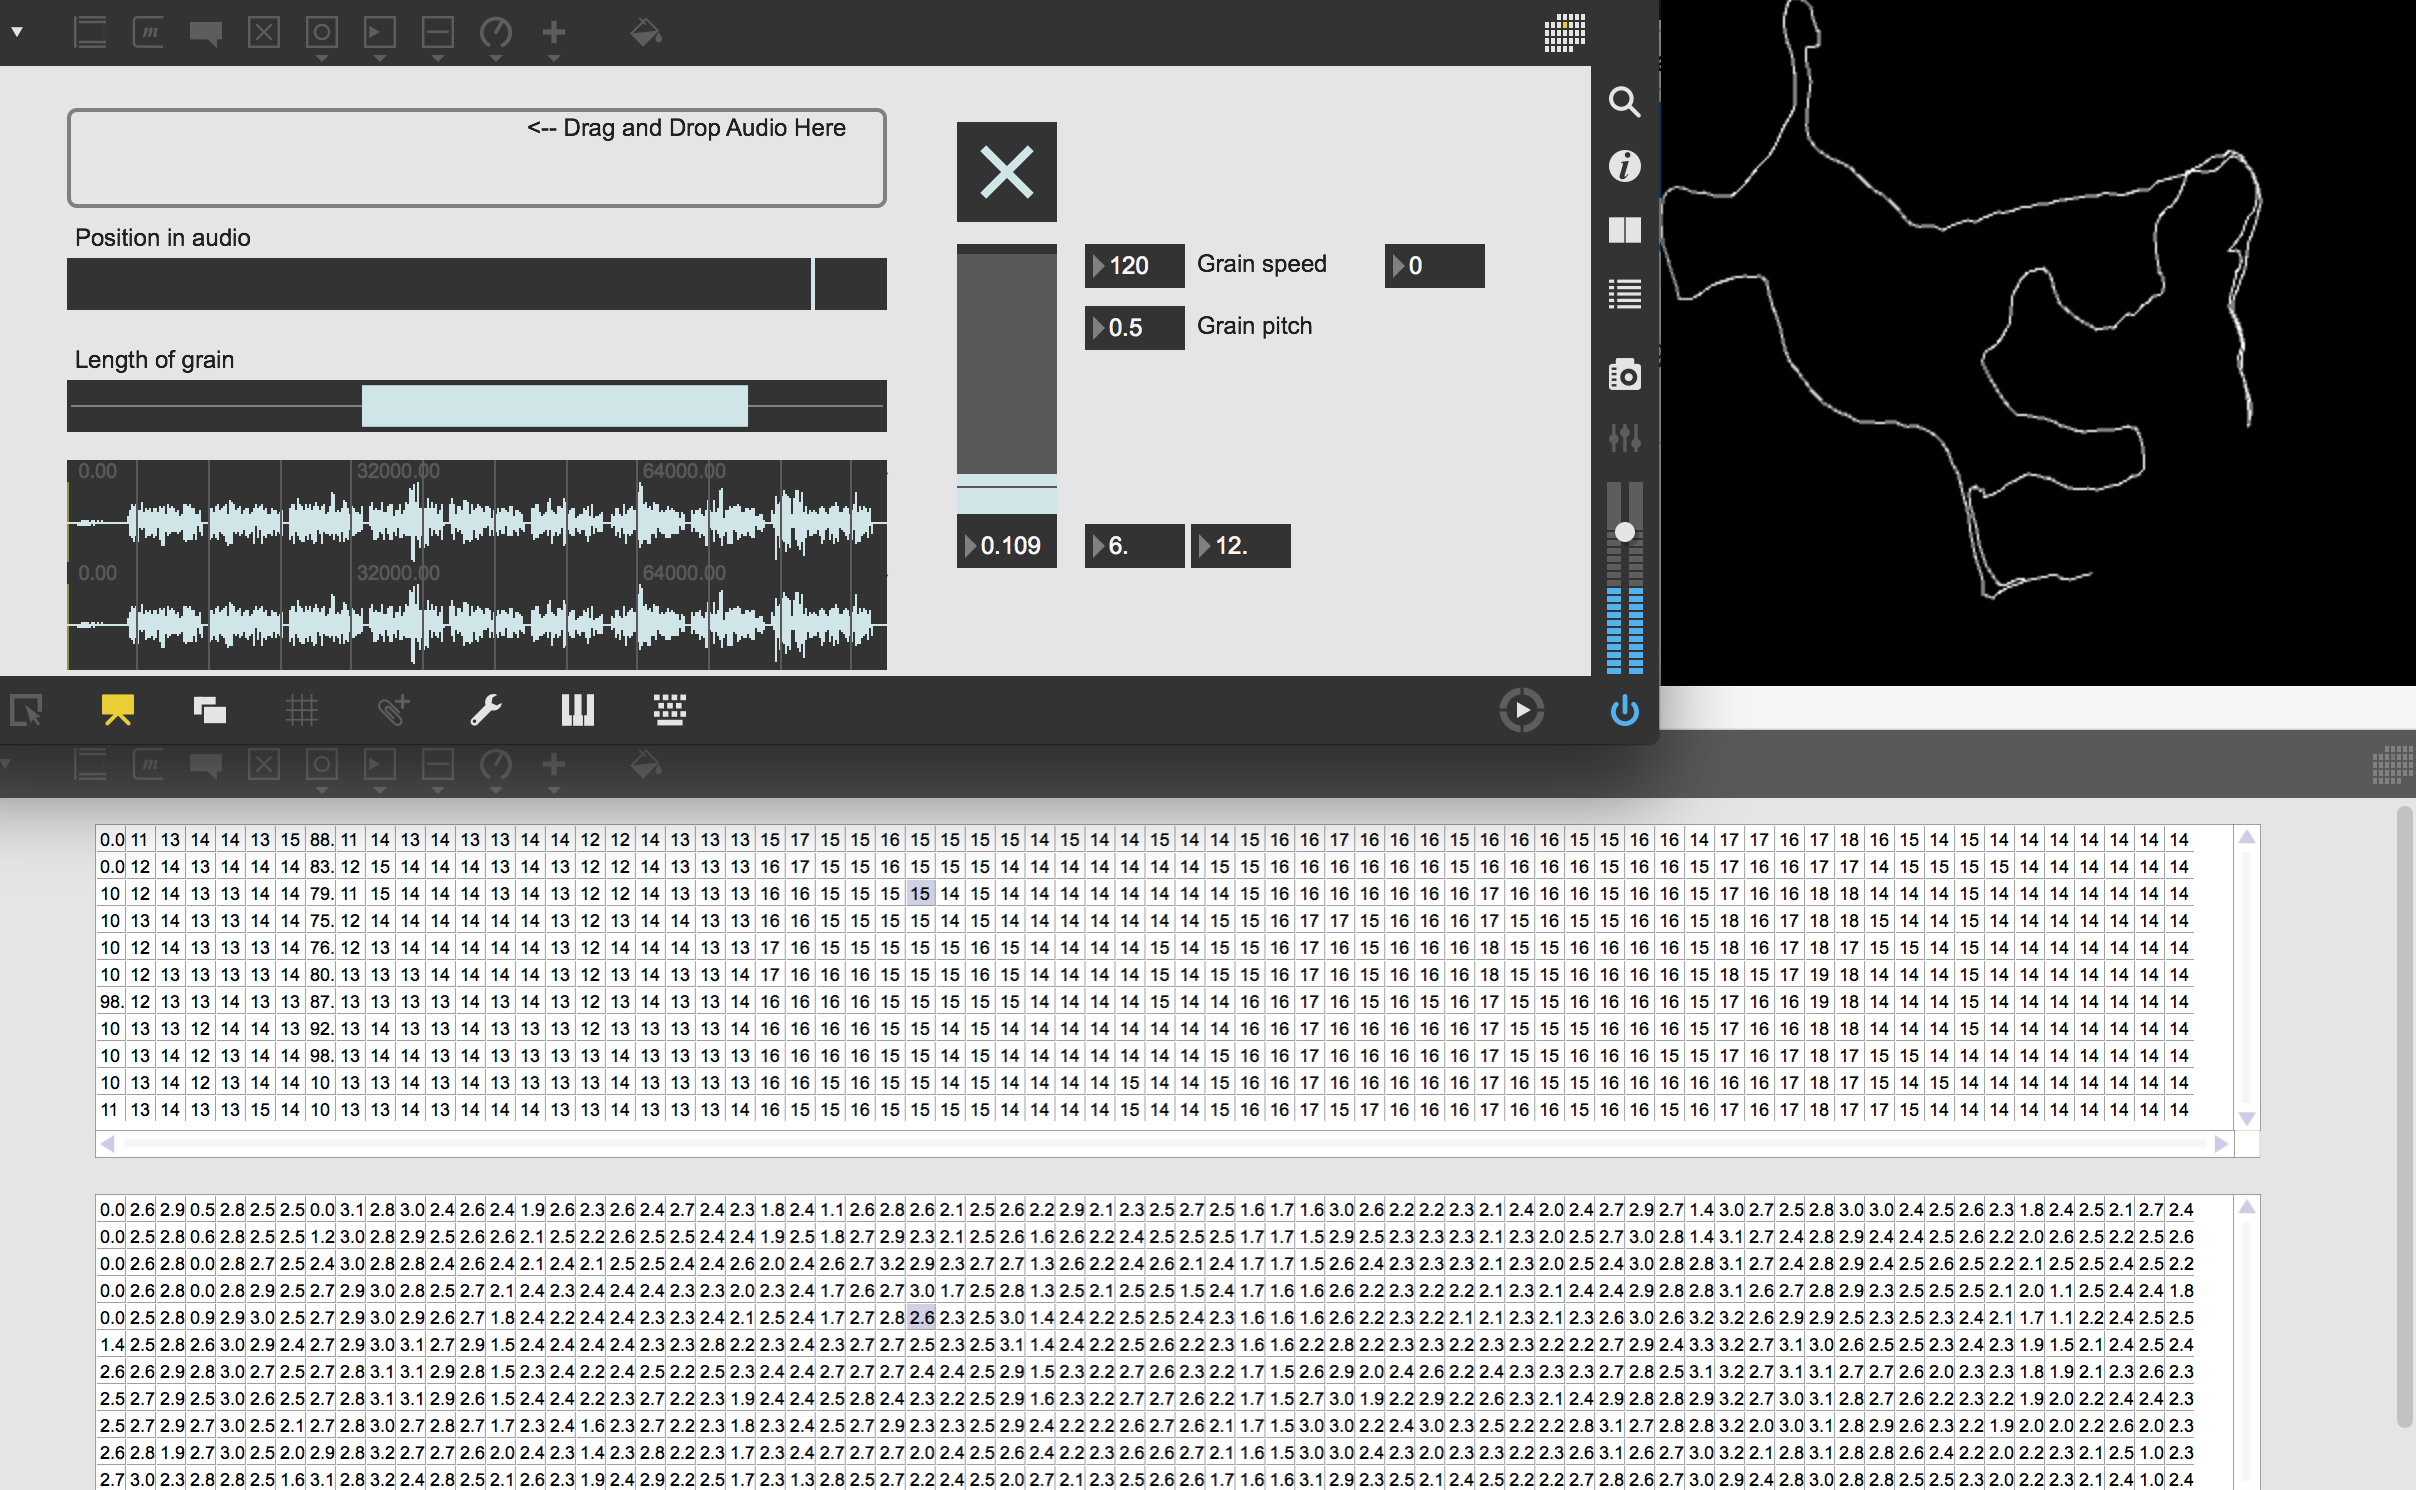 m
<-- Drag and Drop Audio Here
Position in audio
120 Grain speed 0
0.5 Grain pitch
Length of grain
0.00 32000.00 64000.00
0.109 6. 12.
0.00 32000.00 64000.00
m
0.0 11 13 14 14 13 15 88. 11 14 13 14 13 13 14 14 12 12 14 13 13 13 15 17 15 15 16 15 15 15 15 14 15 14 14 15 14 14 15 16 16 17 16 16 16 15 16 16 16 15 15 16 16 14 17 17 16 17 18 16 15 14 15 14 14 14 14 14 14 14
0.0 12 14 13 14 14 14 83. 12 15 14 14 14 13 14 13 12 12 14 13 13 13 16 17 15 15 16 15 15 15 14 14 14 14 14 14 14 15 15 16 16 16 16 16 16 15 16 16 16 16 15 16 16 15 17 16 17 17 17 14 15 15 15 15 14 14 14 14 14 14
10 12 14 13 13 14 14 79. 11 15 14 14 14 13 14 13 12 12 14 13 13 13 16 16 15 15 15 15 14 15 14 14 14 14 14 14 14 14 15 16 16 16 16 16 16 16 17 16 16 16 15 16 16 15 17 16 16 18 18 14 14 14 15 14 14 14 14 14 14 14
10 13 14 13 13 14 14 75. 12 14 14 14 14 14 14 13 12 13 14 14 13 13 16 16 15 15 15 15 15 14 15 14 14 14 14 15 14 14 15 16 17 17 15 16 16 16 17 15 16 15 15 16 16 15 18 16 17 18 18 15 14 14 15 14 14 14 14 14 14 14
10 12 14 13 13 13 14 76. 12 13 14 14 14 14 14 13 12 14 14 14 13 13 17 16 15 15 15 15 15 16 15 14 14 14 14 15 14 15 15 16 17 16 15 16 16 16 18 15 15 16 16 16 16 15 18 16 17 18 17 15 15 14 15 14 14 14 14 14 14 14
10 12 13 13 13 13 14 80. 13 13 13 14 14 14 14 13 12 13 14 13 13 14 17 16 16 16 15 15 15 16 15 14 14 14 14 15 14 15 15 16 17 16 15 16 16 16 18 15 15 16 16 16 16 15 18 15 17 19 18 14 14 14 15 14 14 14 14 14 14 14
98. 12 13 13 14 13 13 87. 13 13 13 13 14 13 14 13 12 13 14 13 13 14 16 16 16 16 15 15 15 15 15 14 14 14 14 15 14 14 16 16 17 16 15 16 15 16 17 15 15 16 16 16 16 15 17 16 16 19 18 14 14 14 15 14 14 14 14 14 14 14
10 13 13 12 14 14 13 92. 13 14 13 13 14 13 13 13 12 13 13 13 13 14 16 16 16 16 15 15 14 15 14 14 14 14 14 14 14 14 16 16 17 16 16 16 16 16 17 15 15 15 16 16 16 15 17 16 16 18 18 14 14 14 15 14 14 14 14 14 14 14
10 13 14 12 13 14 14 98. 13 14 14 13 14 13 13 13 13 14 13 13 13 13 16 16 16 16 15 15 14 15 14 14 14 14 14 14 14 15 16 16 17 16 16 16 16 16 17 15 15 16 16 16 15 15 17 16 17 18 17 15 15 14 14 14 14 14 14 14 14 14
10 13 14 12 13 14 14 10 13 13 14 13 14 13 13 13 13 14 13 13 13 13 16 16 15 16 15 15 14 15 14 14 14 14 15 14 14 15 16 16 17 16 16 16 16 16 17 16 15 15 16 16 16 16 16 16 17 18 17 15 14 15 14 14 14 14 14 14 14 14
11 13 14 13 13 15 14 10 13 13 14 13 14 14 14 13 13 14 13 13 13 14 16 15 15 16 15 15 15 15 14 14 14 14 15 14 14 15 16 16 17 15 17 16 16 16 17 16 16 15 16 16 15 16 17 16 17 18 17 17 15 14 14 14 14 14 14 14 14 14
0.0 2.6 2.9 0.5 2.8 2.5 2.5 0.0 3.1 2.8 3.0 2.4 2.6 2.4 1.9 2.6 2.3 2.6 2.4 2.7 2.4 2.3 1.8 2.4 1.1 2.6 2.8 2.6 2.1 2.5 2.6 2.2 2.9 2.1 2.3 2.5 2.7 2.5 1.6 1.7 1.6 3.0 2.6 2.2 2.2 2.3 2.1 2.4 2.0 2.4 2.7 2.9 2.7 1.4 3.0 2.7 2.5 2.8 3.0 3.0 2.4 2.5 2.6 2.3 1.8 2.4 2.5 2.1 2.7 2.4
0.0 2.5 2.8 0.6 2.8 2.5 2.5 1.2 3.0 2.8 2.9 2.5 2.6 2.6 2.1 2.5 2.2 2.6 2.5 2.5 2.4 2.4 1.9 2.5 1.8 2.7 2.9 2.3 2.1 2.5 2.6 1.6 2.6 2.2 2.4 2.5 2.5 2.5 1.7 1.7 1.5 2.9 2.5 2.3 2.3 2.3 2.1 2.3 2.0 2.5 2.7 3.0 2.8 1.4 3.1 2.7 2.4 2.8 2.9 2.4 2.4 2.5 2.6 2.2 2.0 2.6 2.5 2.2 2.5 2.6
0.0 2.6 2.8 0.0 2.8 2.7 2.5 2.4 3.0 2.8 2.8 2.4 2.6 2.4 2.1 2.4 2.1 2.5 2.5 2.4 2.4 2.6 2.0 2.4 2.6 2.7 3.2 2.9 2.3 2.7 2.7 1.3 2.6 2.2 2.4 2.6 2.1 2.4 1.7 1.7 1.5 2.6 2.4 2.3 2.3 2.3 2.1 2.3 2.0 2.5 2.4 3.0 2.8 2.8 3.1 2.7 2.4 2.8 2.9 2.4 2.5 2.6 2.5 2.2 2.1 2.5 2.5 2.4 2.5 2.2
0.0 2.6 2.8 0.0 2.8 2.9 2.5 2.7 2.9 3.0 2.8 2.5 2.7 2.1 2.4 2.3 2.4 2.4 2.4 2.3 2.3 2.0 2.3 2.4 1.7 2.6 2.7 3.0 1.7 2.5 2.8 1.3 2.5 2.1 2.5 2.5 1.5 2.4 1.7 1.6 1.6 2.6 2.2 2.3 2.2 2.2 2.1 2.3 2.1 2.4 2.4 2.9 2.8 2.8 3.1 2.6 2.7 2.8 2.9 2.3 2.5 2.5 2.5 2.1 2.0 1.1 2.5 2.4 2.4 1.8
0.0 2.5 2.8 0.9 2.9 3.0 2.5 2.7 2.9 3.0 2.9 2.6 2.7 1.8 2.4 2.2 2.4 2.4 2.3 2.3 2.4 2.1 2.5 2.4 1.7 2.7 2.8 2.6 2.3 2.5 3.0 1.4 2.4 2.2 2.5 2.5 2.4 2.3 1.6 1.6 1.6 2.6 2.2 2.3 2.2 2.1 2.1 2.3 2.1 2.3 2.6 3.0 2.6 3.2 3.2 2.6 2.9 2.9 2.5 2.3 2.5 2.3 2.4 2.1 1.7 1.1 2.2 2.4 2.5 2.5
1.4 2.5 2.8 2.6 3.0 2.9 2.4 2.7 2.9 3.0 3.1 2.7 2.9 1.5 2.4 2.4 2.4 2.4 2.3 2.3 2.8 2.2 2.3 2.4 2.3 2.7 2.7 2.5 2.3 2.5 3.1 1.4 2.4 2.2 2.5 2.6 2.2 2.3 1.6 1.6 2.2 2.8 2.2 2.3 2.3 2.2 2.3 2.3 2.2 2.2 2.7 2.9 2.4 3.3 3.2 2.7 3.1 3.0 2.6 2.5 2.5 2.3 2.4 2.3 1.9 1.5 2.1 2.4 2.5 2.4
2.6 2.6 2.9 2.8 3.0 2.7 2.5 2.7 2.8 3.1 3.1 2.9 2.8 1.5 2.3 2.4 2.2 2.4 2.5 2.2 2.5 2.3 2.4 2.4 2.7 2.7 2.7 2.4 2.4 2.5 2.9 1.5 2.3 2.2 2.7 2.6 2.3 2.2 1.7 1.5 2.6 2.9 2.0 2.4 2.6 2.2 2.4 2.3 2.3 2.3 2.7 2.8 2.5 3.1 3.2 2.7 3.1 3.1 2.7 2.7 2.6 2.0 2.3 2.3 1.8 1.9 2.1 2.3 2.6 2.3
2.5 2.7 2.9 2.5 3.0 2.6 2.5 2.7 2.8 3.1 3.1 2.9 2.6 1.5 2.4 2.4 2.2 2.3 2.7 2.2 2.3 1.9 2.4 2.4 2.5 2.8 2.4 2.3 2.2 2.5 2.9 1.6 2.3 2.2 2.7 2.7 2.6 2.2 1.7 1.5 2.7 3.0 1.9 2.2 2.9 2.2 2.6 2.3 2.1 2.4 2.9 2.8 2.8 2.9 3.2 2.7 3.0 3.1 2.8 2.7 2.6 2.2 2.3 2.2 1.9 2.0 2.2 2.4 2.4 2.3
2.5 2.7 2.9 2.7 3.0 2.5 2.1 2.7 2.8 3.0 2.7 2.8 2.7 1.7 2.3 2.4 1.6 2.3 2.7 2.2 2.3 1.8 2.3 2.4 2.5 2.7 2.9 2.3 2.3 2.5 2.9 2.4 2.2 2.2 2.6 2.7 2.6 2.1 1.7 1.5 3.0 3.0 2.2 2.4 3.0 2.3 2.5 2.2 2.2 2.8 3.1 2.7 2.8 2.8 3.2 2.0 3.0 3.1 2.8 2.9 2.6 2.3 2.2 1.9 2.0 2.0 2.2 2.6 2.0 2.3
2.6 2.8 1.9 2.7 3.0 2.5 2.0 2.9 2.8 3.2 2.7 2.7 2.6 2.0 2.4 2.3 1.4 2.3 2.8 2.2 2.3 1.7 2.3 2.4 2.7 2.7 2.7 2.0 2.4 2.5 2.6 2.4 2.2 2.3 2.6 2.6 2.7 2.1 1.6 1.5 3.0 3.0 2.4 2.3 2.0 2.3 2.3 2.2 2.3 2.6 3.1 2.6 2.7 3.0 3.2 2.1 2.8 3.1 2.8 2.8 2.6 2.4 2.2 2.0 2.2 2.3 2.1 2.5 1.0 2.3
2.7 3.0 2.3 2.8 2.8 2.5 1.6 3.1 2.8 3.2 2.4 2.8 2.5 2.1 2.6 2.3 1.9 2.4 2.9 2.2 2.5 1.7 2.3 1.3 2.8 2.5 2.7 2.2 2.4 2.5 2.0 2.7 2.1 2.3 2.5 2.6 2.6 1.7 1.6 1.6 3.1 2.9 2.3 2.5 2.1 2.4 2.5 2.2 2.2 2.7 2.8 2.6 2.7 3.0 2.9 2.4 2.8 3.0 2.8 2.8 2.5 2.5 2.3 2.0 2.2 2.3 2.1 2.4 1.0 2.4